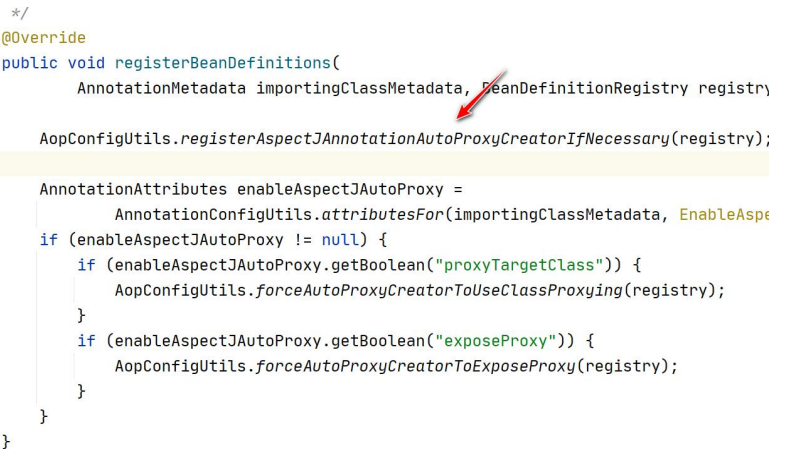 */
@Override
public void registerBeanDefinitions(
AnnotationMetadata importingClassMetadata, BeanDefinitionRegistry registry
AopConfigUtils.registerAspectJAnnotationAutoProxyCreatorIfNecessary(registry);
AnnotationAttributes enableAspectJAutoProxy =
AnnotationConfigUtils.attributesFor(importingClassMetadata, EnableAspe
if (enableAspectJAutoProxy != null) {
if (enableAspectJAutoProxy.getBoolean("proxyTargetClass")) {
AopConfigUtils.forceAutoProxyCreatorToUseClassProxying(registry);
}
if (enableAspectJAutoProxy.getBoolean("exposeProxy")) {
AopConfigUtils.forceAutoProxyCreatorToExposeProxy(registry);
}
}
}